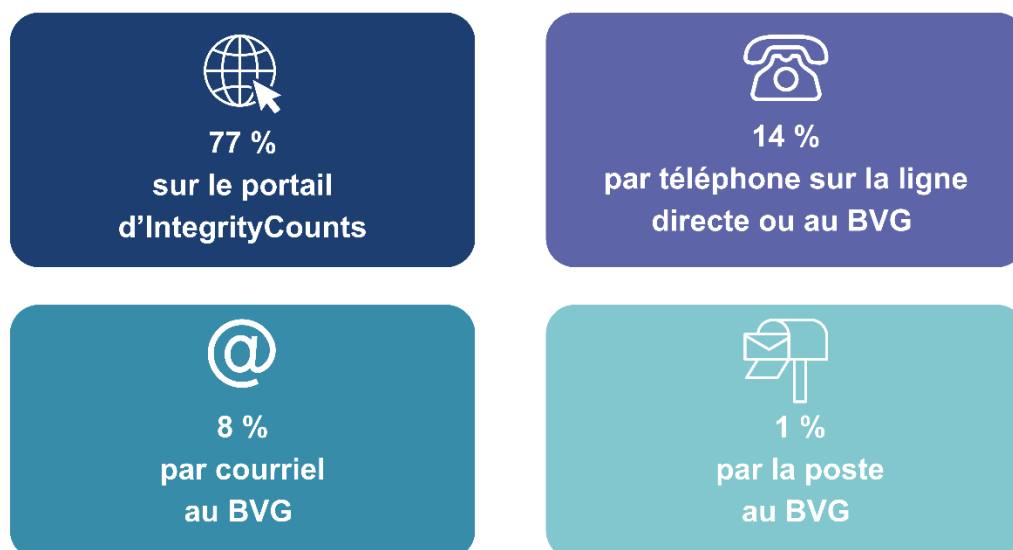 77 %
sur le portail
d’IntegrityCounts
14 %
par téléphone sur la ligne
directe ou au BVG
@
8 %
par courriel
au BVG
1 %
par la poste
au BVG